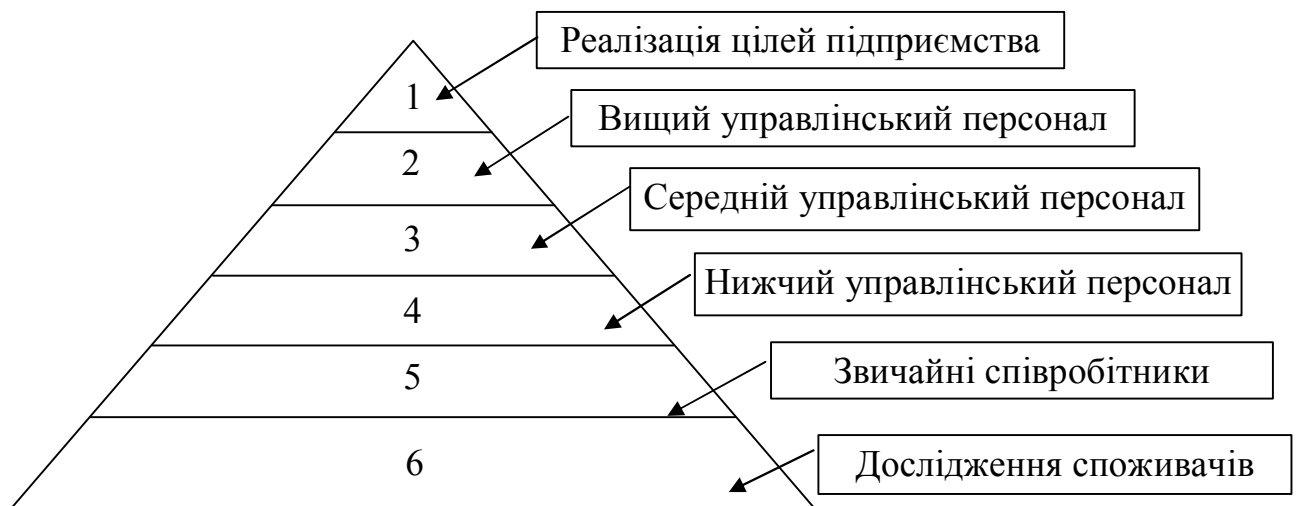 Реалізація цілей підприємства
1
Вищий управлінський персонал
2
Середній управлінський персонал
3
Нижчий управлінський персонал
4
Звичайні співробітники
5
Дослідження споживачів
6